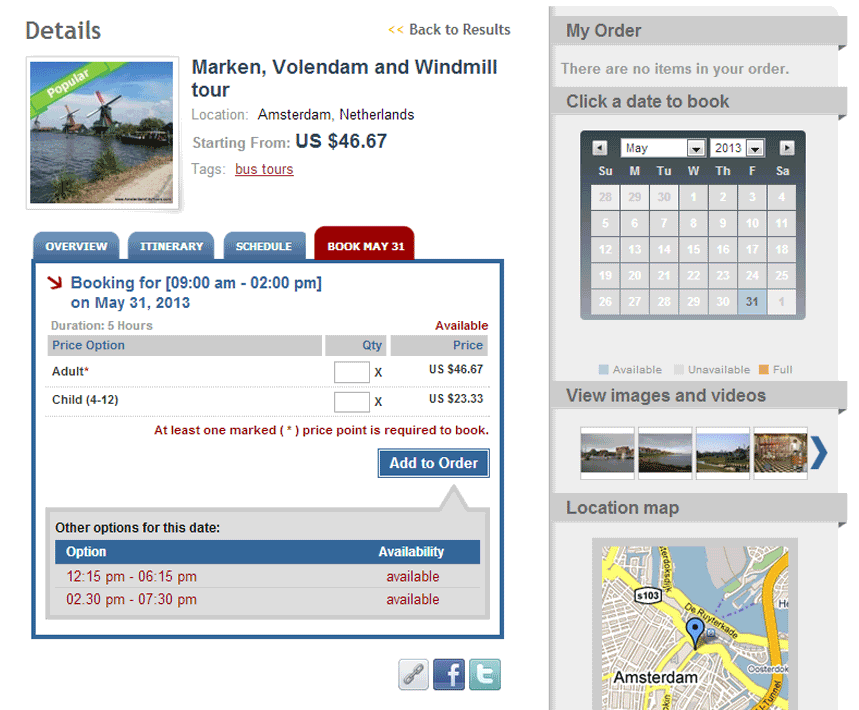 Details
<< Back to Results
Popular
Marken, Volendam and Windmill
tour
Location: Amsterdam, Netherlands
Starting From: US $46.67
Tags: bus tours
OVERVIEW
ITINERARY
SCHEDULE
BOOK MAY 31
Booking for [09:00 am - 02:00 pm]
on May 31, 2013
Duration: 5 Hours
Available
Price Option Qty Price
Adult* X US $46.67
Child (4-12) X US $23.33
At least one marked ( * ) price point is required to book.
Add to Order
Other options for this date:
Option Availability
12:15 pm - 06:15 pm available
02.30 pm - 07:30 pm available
My Order
There are no items in your order.
Click a date to book
May 2013
Su M Tu W Th F Sa
28 29 30 1 2 3 4
5 6 7 8 9 10 11
12 13 14 15 16 17 18
19 20 21 22 23 24 25
26 27 28 29 30 31 1
Available Unavailable Full
View images and videos
Location map
s103
De Ruyterkade
Amsterdam
Oosterdok